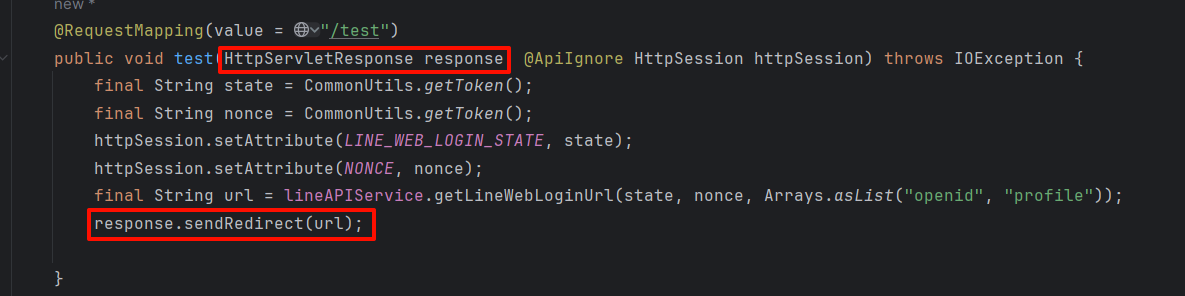 new *
@RequestMapping(value = "/test")
public void test(HttpServletResponse response @ApiIgnore HttpSession httpSession) throws IOException {
final String state = CommonUtils.getToken();
final String nonce = CommonUtils.getToken();
httpSession.setAttribute(LINE_WEB_LOGIN_STATE, state);
httpSession.setAttribute(NONCE, nonce);
final String url = lineAPIService.getLineWebLoginUrl(state, nonce, Arrays.asList("openid", "profile"));
response.sendRedirect(url);
}